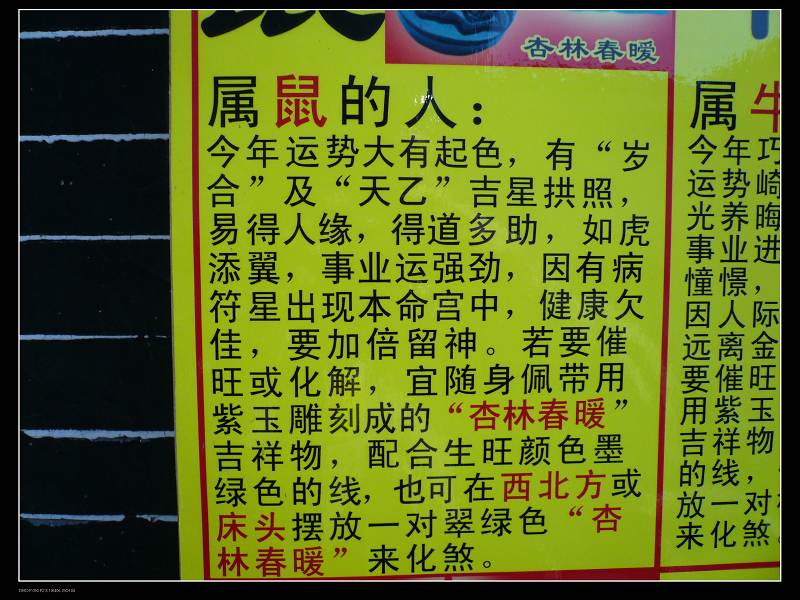 杏林春暖
属鼠的人：
今年运势大有起色，有“岁
合”及“天乙”吉星拱照，
易得人缘，得道多助，如虎
添翼，事业运强劲，因有病
符星出现本命宫中，健康欠
佳，要加倍留神。若要催
旺或化解，宜随身佩带用
紫玉雕刻成的“杏林春暖”
吉祥物，配合生旺颜色墨
绿色的线，也可在西北方或
床头摆放一对翠绿色“杏
林春暖”来化煞。
属牛
今年巧
运势崎
光养晦
事业进
憧憬，
因人际
远离金
要催旺
用紫玉
吉祥物
的线，
放一对
来化煞。